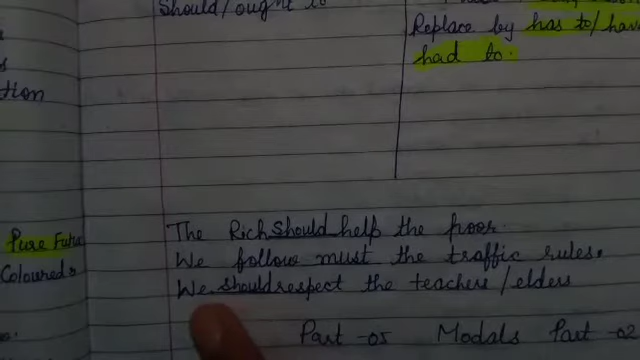 Should/ought to
Replace by has to/have
had to.
tion
Pure Futu
Coloured
The Rich should help the poor.
We follow must the traffic rules.
We should respect the teachers/elders
Part -05 Modals Part -02